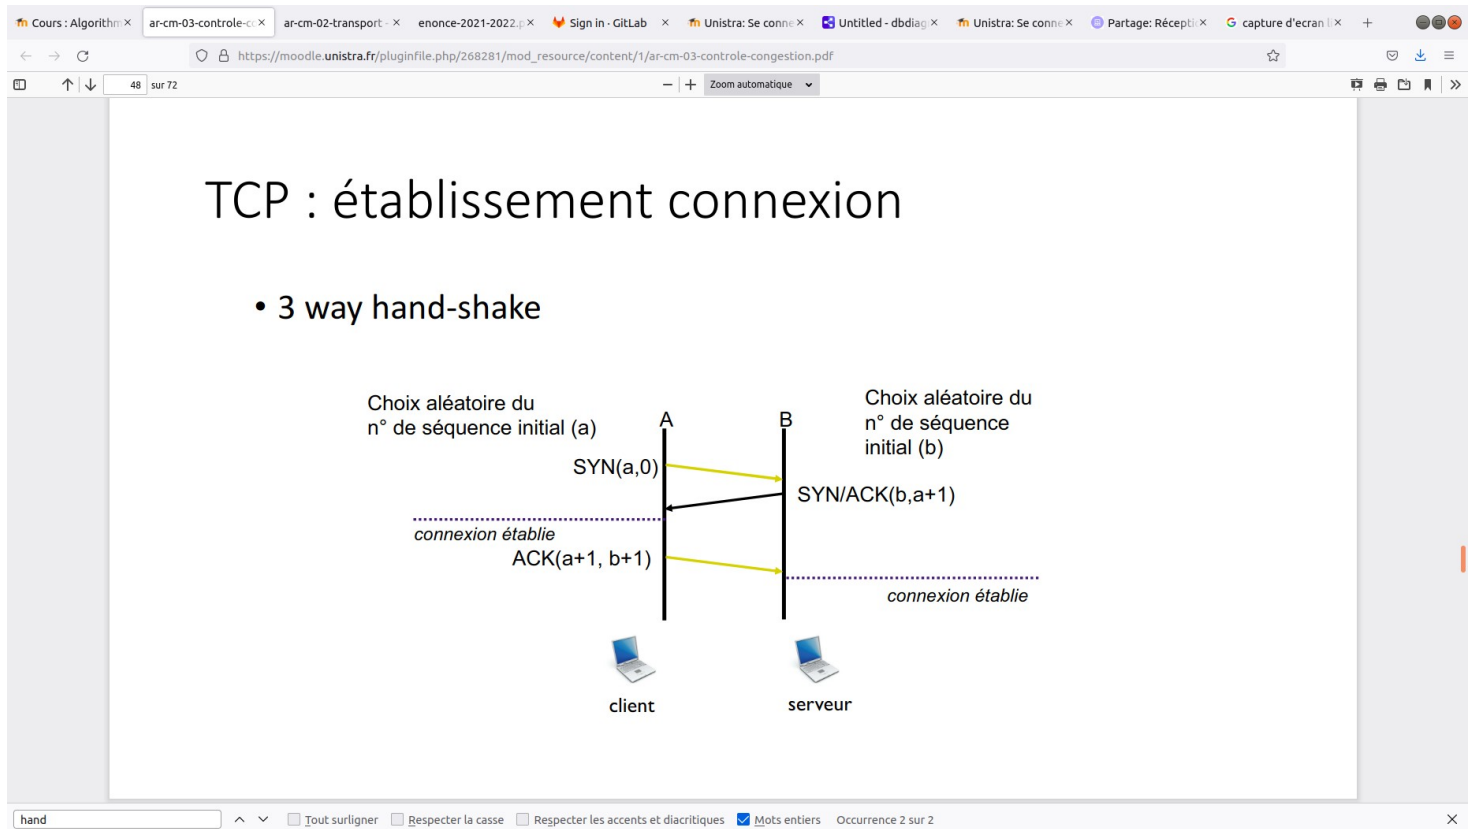 Cours : Algorithm
ar-cm-03-controle-co
ar-cm-02-transport -
enonce-2021-2022.p
Sign in · GitLab
Unistra: Se conne
Untitled - dbdiag
Unistra: Se conne
Partage: Récepti
capture d'ecran l
https://moodle.unistra.fr/pluginfile.php/268281/mod_resource/content/1/ar-cm-03-controle-congestion.pdf
48 sur 72
Zoom automatique
TCP : établissement connexion
• 3 way hand-shake
Choix aléatoire du
n° de séquence initial (a)
A
B
Choix aléatoire du
n° de séquence
initial (b)
SYN(a,0)
SYN/ACK(b,a+1)
connexion établie
ACK(a+1, b+1)
connexion établie
client
serveur
hand
Tout surligner
Respecter la casse
Respecter les accents et diacritiques
Mots entiers
Occurrence 2 sur 2